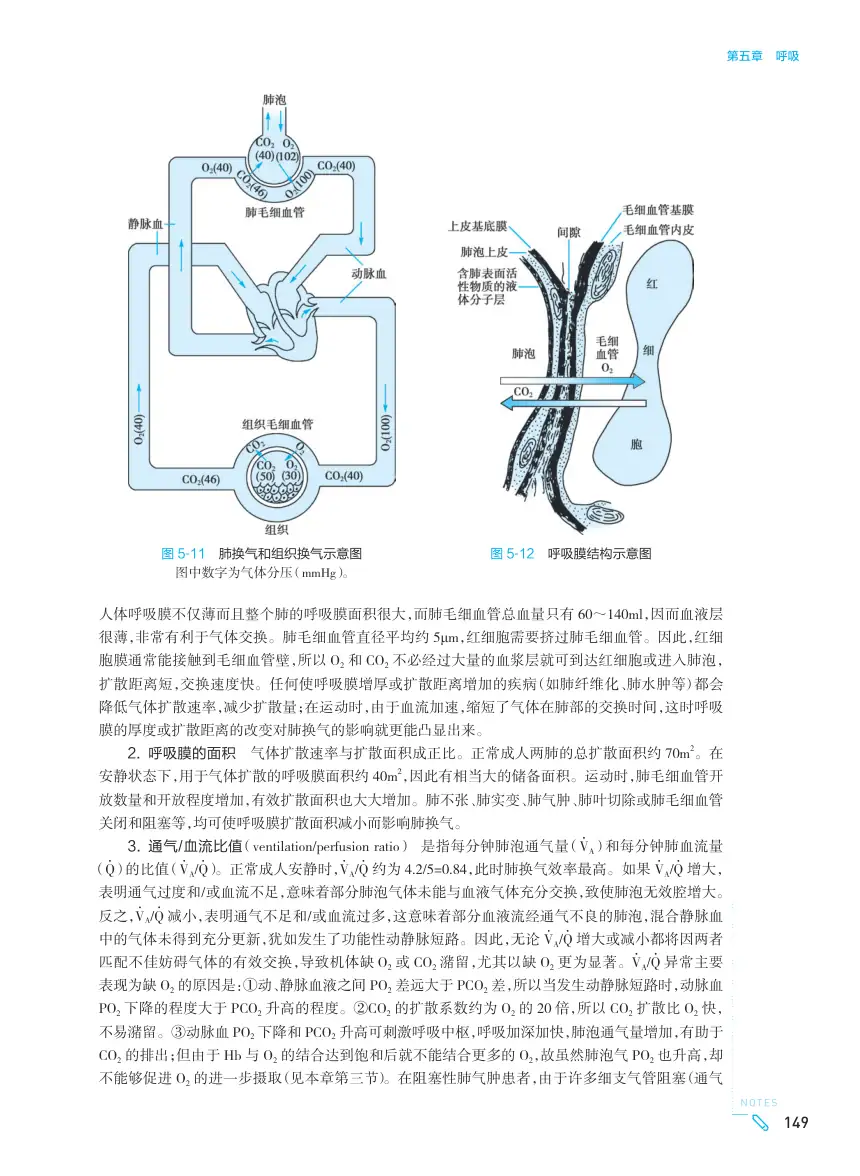 第五章 呼吸
肺泡
CO₂ O₂
(40)(102)
O₂(40)
CO₂(40)
CO₂(46)
O₂(100)
肺毛细血管
静脉血
动脉血
O₂(40)
O₂(100)
组织毛细血管
CO₂ O₂
CO₂ O₂
(50) (30)
CO₂(46)
CO₂(40)
组织
图 5-11 肺换气和组织换气示意图
图中数字为气体分压(mmHg)。
毛细血管基膜
上皮基底膜
间隙
毛细血管内皮
肺泡上皮
含肺表面活
性物质的液
体分子层
红
细
胞
肺泡
毛细
血管
O₂
CO₂
图 5-12 呼吸膜结构示意图
人体呼吸膜不仅薄而且整个肺的呼吸膜面积很大,而肺毛细血管总血量只有 60～140ml,因而血液层
很薄,非常有利于气体交换。肺毛细血管直径平均约 5μm,红细胞需要挤过肺毛细血管。因此,红细
胞膜通常能接触到毛细血管壁,所以 O₂ 和 CO₂ 不必经过大量的血浆层就可到达红细胞或进入肺泡,
扩散距离短,交换速度快。任何使呼吸膜增厚或扩散距离增加的疾病(如肺纤维化、肺水肿等)都会
降低气体扩散速率,减少扩散量;在运动时,由于血流加速,缩短了气体在肺部的交换时间,这时呼吸
膜的厚度或扩散距离的改变对肺换气的影响就更能凸显出来。
2. 呼吸膜的面积 气体扩散速率与扩散面积成正比。正常成人两肺的总扩散面积约 70m²。在
安静状态下,用于气体扩散的呼吸膜面积约 40m²,因此有相当大的储备面积。运动时,肺毛细血管开
放数量和开放程度增加,有效扩散面积也大大增加。肺不张、肺实变、肺气肿、肺叶切除或肺毛细血管
关闭和阻塞等,均可使呼吸膜扩散面积减小而影响肺换气。
3. 通气/血流比值(ventilation/perfusion ratio) 是指每分钟肺泡通气量(V̇A)和每分钟肺血流量
(Q̇)的比值(V̇A/Q̇)。正常成人安静时,V̇A/Q̇ 约为 4.2/5=0.84,此时肺换气效率最高。如果 V̇A/Q̇ 增大,
表明通气过度和/或血流不足,意味着部分肺泡气体未能与血液气体充分交换,致使肺泡无效腔增大。
反之,V̇A/Q̇ 减小,表明通气不足和/或血流过多,这意味着部分血液流经通气不良的肺泡,混合静脉血
中的气体未得到充分更新,犹如发生了功能性动静脉短路。因此,无论 V̇A/Q̇ 增大或减小都将因两者
匹配不佳妨碍气体的有效交换,导致机体缺 O₂ 或 CO₂ 潴留,尤其以缺 O₂ 更为显著。V̇A/Q̇ 异常主要
表现为缺 O₂ 的原因是:①动、静脉血液之间 PO₂ 差远大于 PCO₂ 差,所以当发生动静脉短路时,动脉血
PO₂ 下降的程度大于 PCO₂ 升高的程度。②CO₂ 的扩散系数约为 O₂ 的 20 倍,所以 CO₂ 扩散比 O₂ 快,
不易潴留。③动脉血 PO₂ 下降和 PCO₂ 升高可刺激呼吸中枢,呼吸加深加快,肺泡通气量增加,有助于
CO₂ 的排出;但由于 Hb 与 O₂ 的结合达到饱和后就不能结合更多的 O₂,故虽然肺泡气 PO₂ 也升高,却
不能够促进 O₂ 的进一步摄取(见本章第三节)。在阻塞性肺气肿患者,由于许多细支气管阻塞(通气
NOTES
149